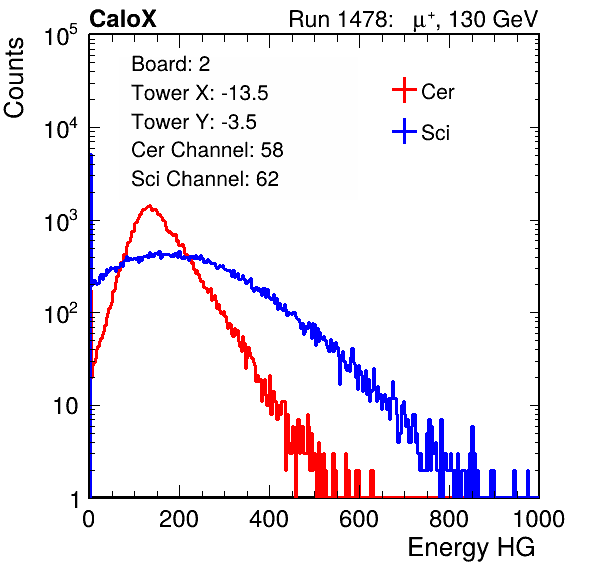 CaloX Run 1478: μ⁺, 130 GeV
Board: 2
Tower X: -13.5
Tower Y: -3.5
Cer Channel: 58
Sci Channel: 62
Cer
Sci
Counts
10⁵
10⁴
10³
10²
10
1
0 200 400 600 800 1000
Energy HG